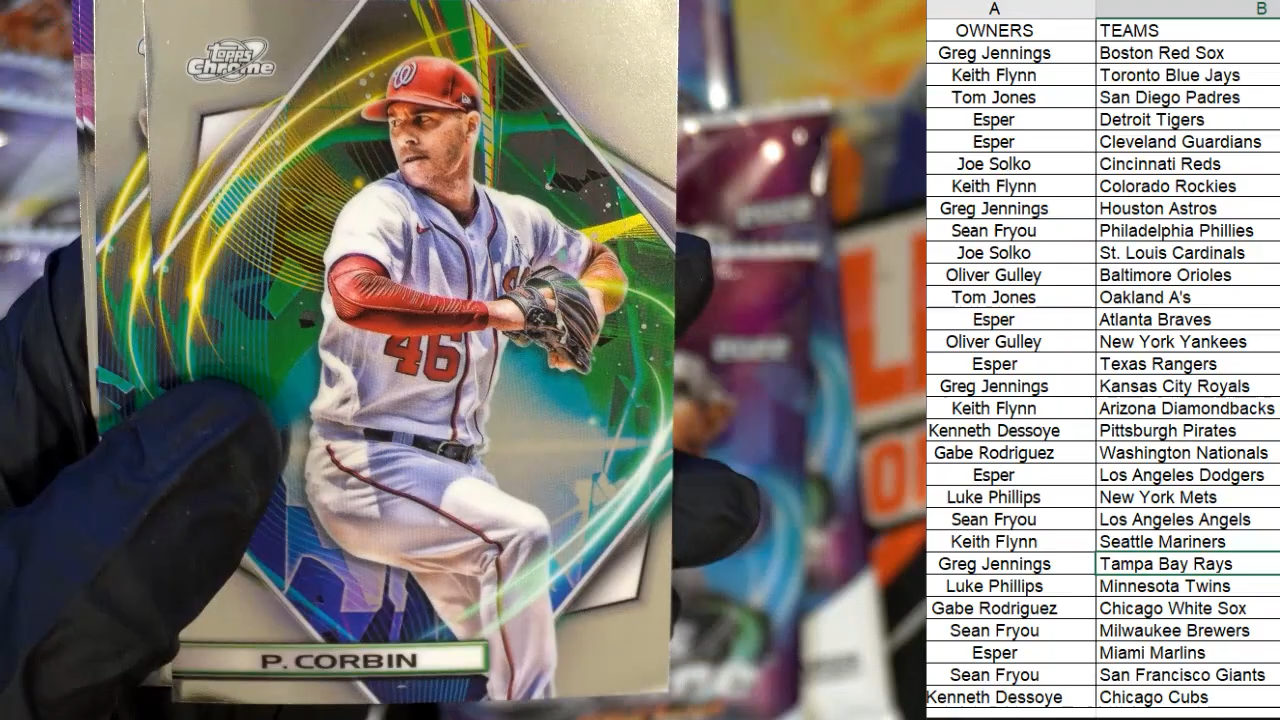 TOPPS
Chrome
W
46
P. CORBIN
A B
OWNERS TEAMS
Greg Jennings Boston Red Sox
Keith Flynn Toronto Blue Jays
Tom Jones San Diego Padres
Esper Detroit Tigers
Esper Cleveland Guardians
Joe Solko Cincinnati Reds
Keith Flynn Colorado Rockies
Greg Jennings Houston Astros
Sean Fryou Philadelphia Phillies
Joe Solko St. Louis Cardinals
Oliver Gulley Baltimore Orioles
Tom Jones Oakland A's
Esper Atlanta Braves
Oliver Gulley New York Yankees
Esper Texas Rangers
Greg Jennings Kansas City Royals
Keith Flynn Arizona Diamondbacks
Kenneth Dessoye Pittsburgh Pirates
Gabe Rodriguez Washington Nationals
Esper Los Angeles Dodgers
Luke Phillips New York Mets
Sean Fryou Los Angeles Angels
Keith Flynn Seattle Mariners
Greg Jennings Tampa Bay Rays
Luke Phillips Minnesota Twins
Gabe Rodriguez Chicago White Sox
Sean Fryou Milwaukee Brewers
Esper Miami Marlins
Sean Fryou San Francisco Giants
Kenneth Dessoye Chicago Cubs